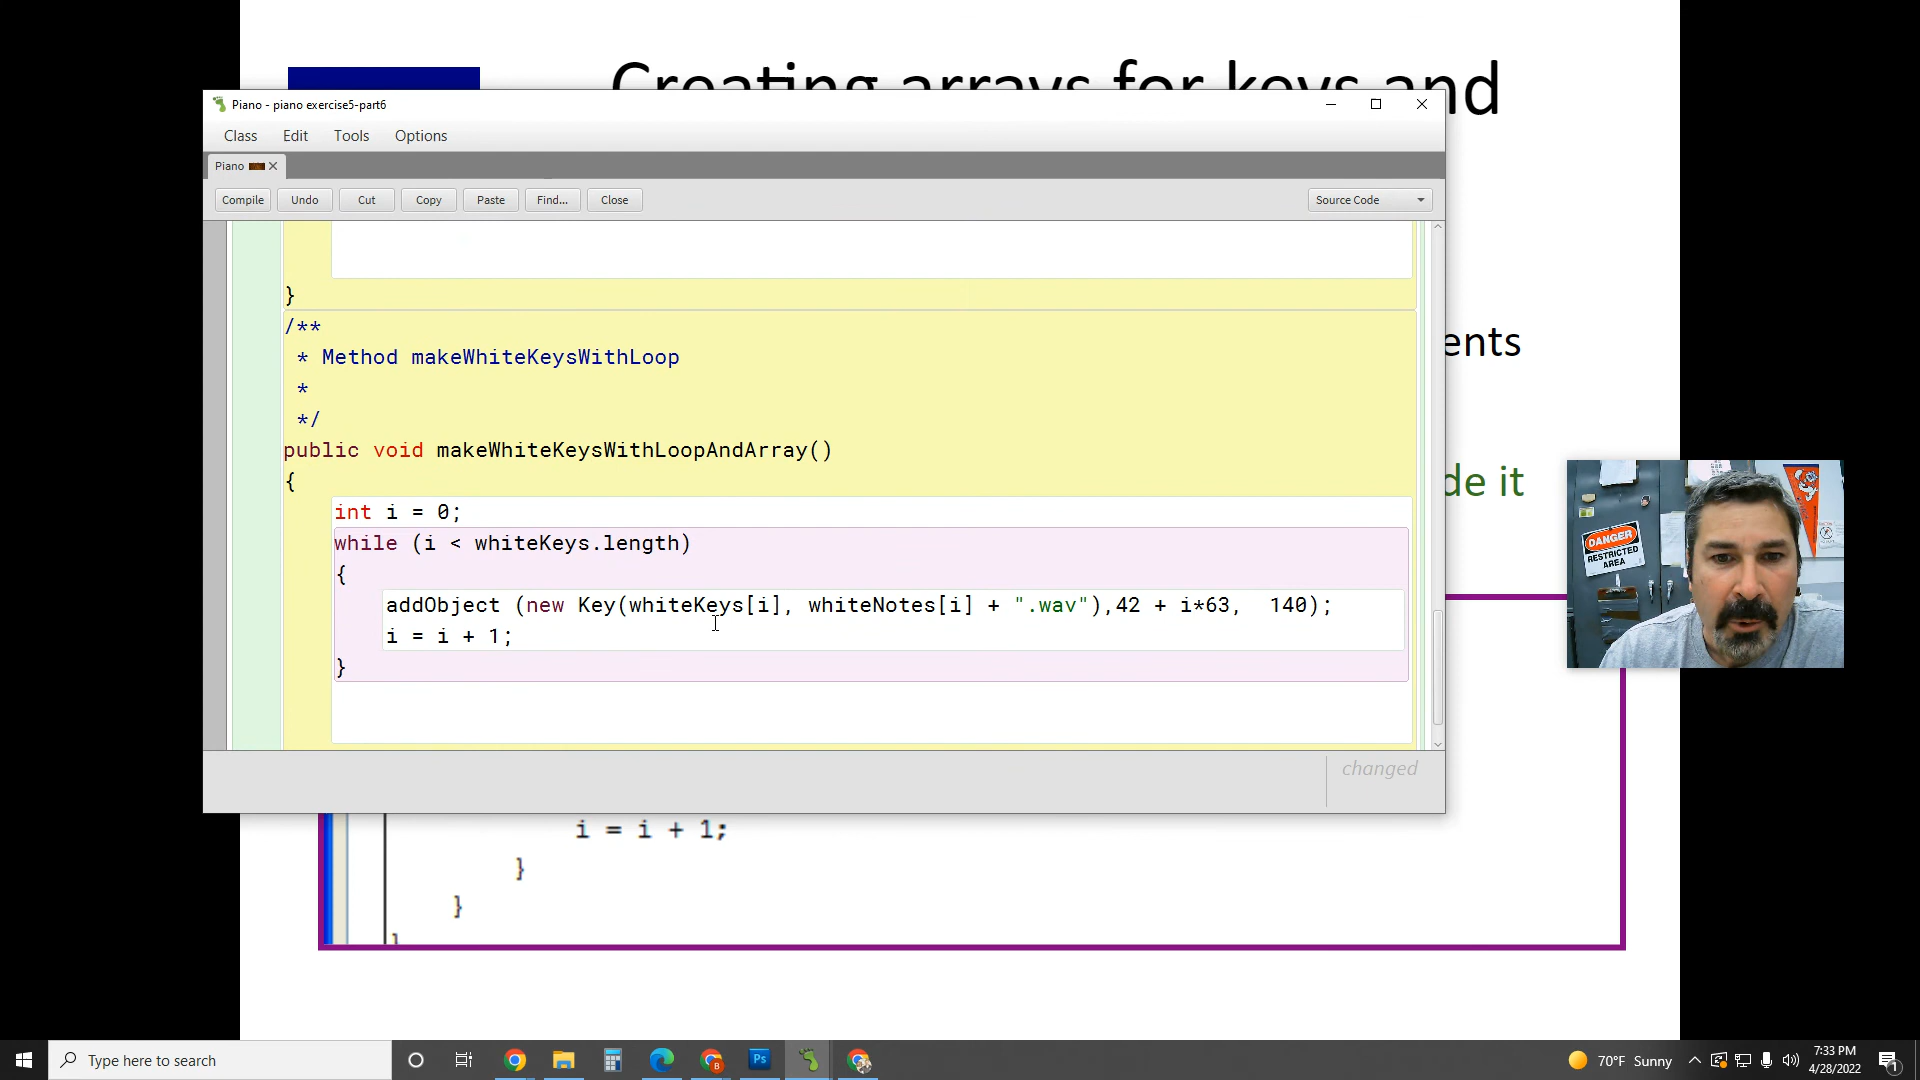 Creating arrays for keys and
Piano - piano exercise5-part6
Class Edit Tools Options
Piano
Compile Undo Cut Copy Paste Find... Close Source Code
}
/**
* Method makeWhiteKeysWithLoop
*
*/
public void makeWhiteKeysWithLoopAndArray()
{
int i = 0;
while (i < whiteKeys.length)
{
addObject (new Key(whiteKeys[i], whiteNotes[i] + ".wav"),42 + i*63, 140);
i = i + 1;
}
changed
ents
de it
DANGER
RESTRICTED
AREA
i = i + 1;
}
}
Type here to search
Ps
70°F Sunny
7:33 PM
4/28/2022
1